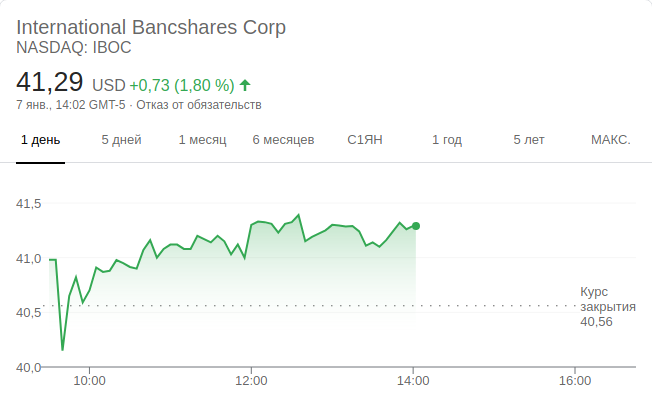 International Bancshares Corp
NASDAQ: IBOC
41,29 USD +0,73 (1,80 %)
7 янв., 14:02 GMT-5 · Отказ от обязательств
1 день 5 дней 1 месяц 6 месяцев С1ЯН 1 год 5 лет МАКС.
41,5
41,0
40,5
40,0
Курс
закрытия
40,56
10:00 12:00 14:00 16:00